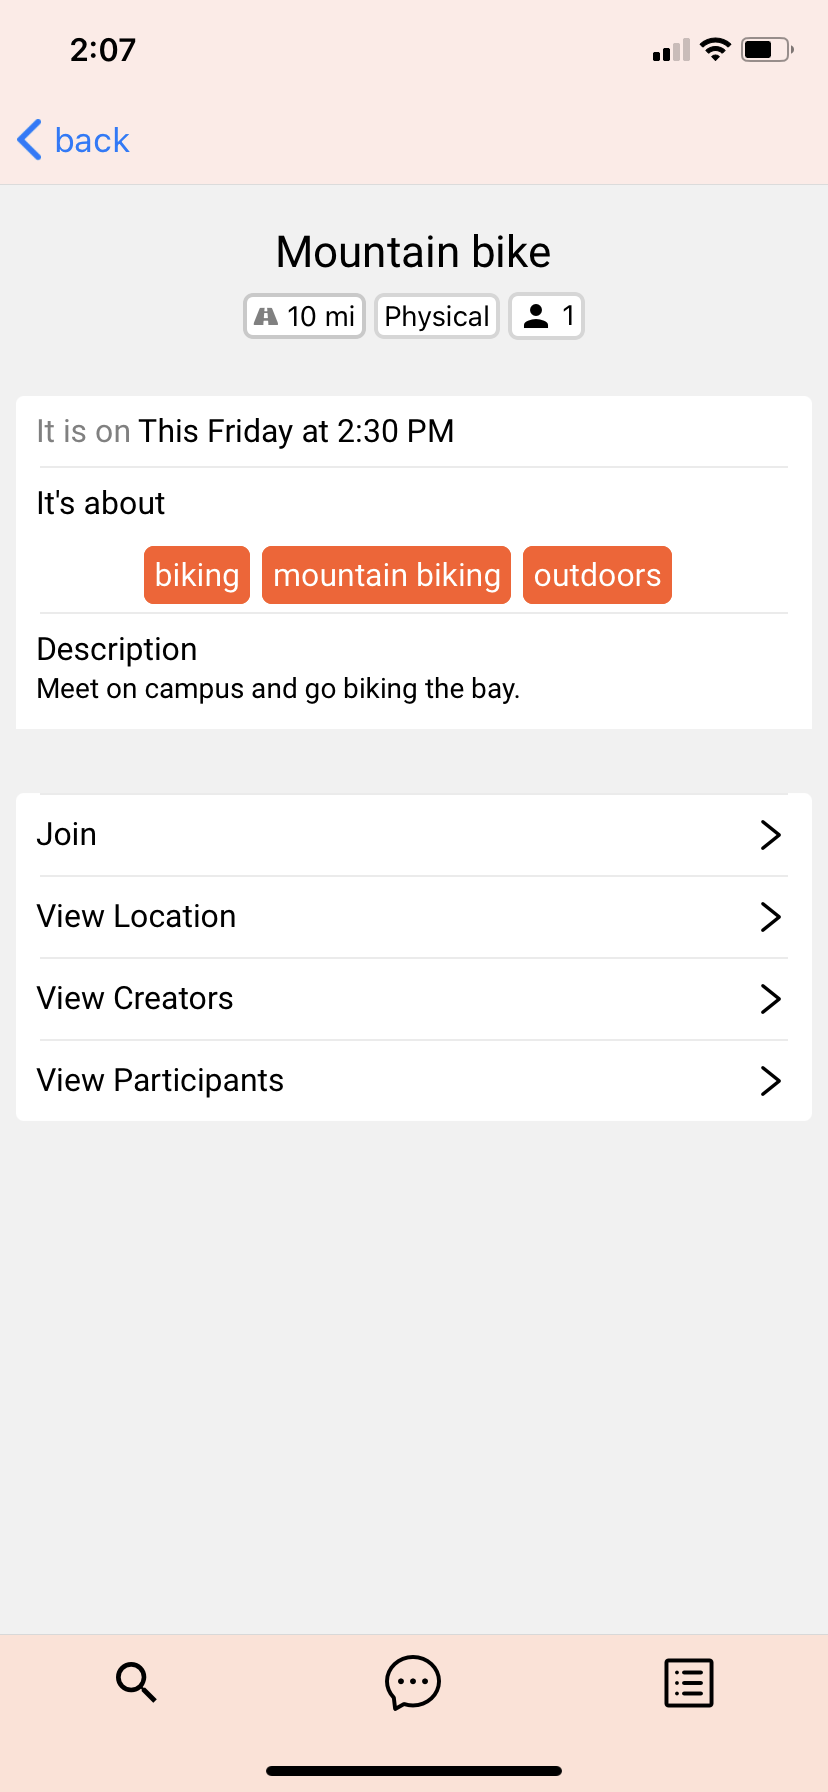 2:07
back
Mountain bike
10 mi Physical 1
It is on This Friday at 2:30 PM
It's about
biking mountain biking outdoors
Description
Meet on campus and go biking the bay.
Join
View Location
View Creators
View Participants